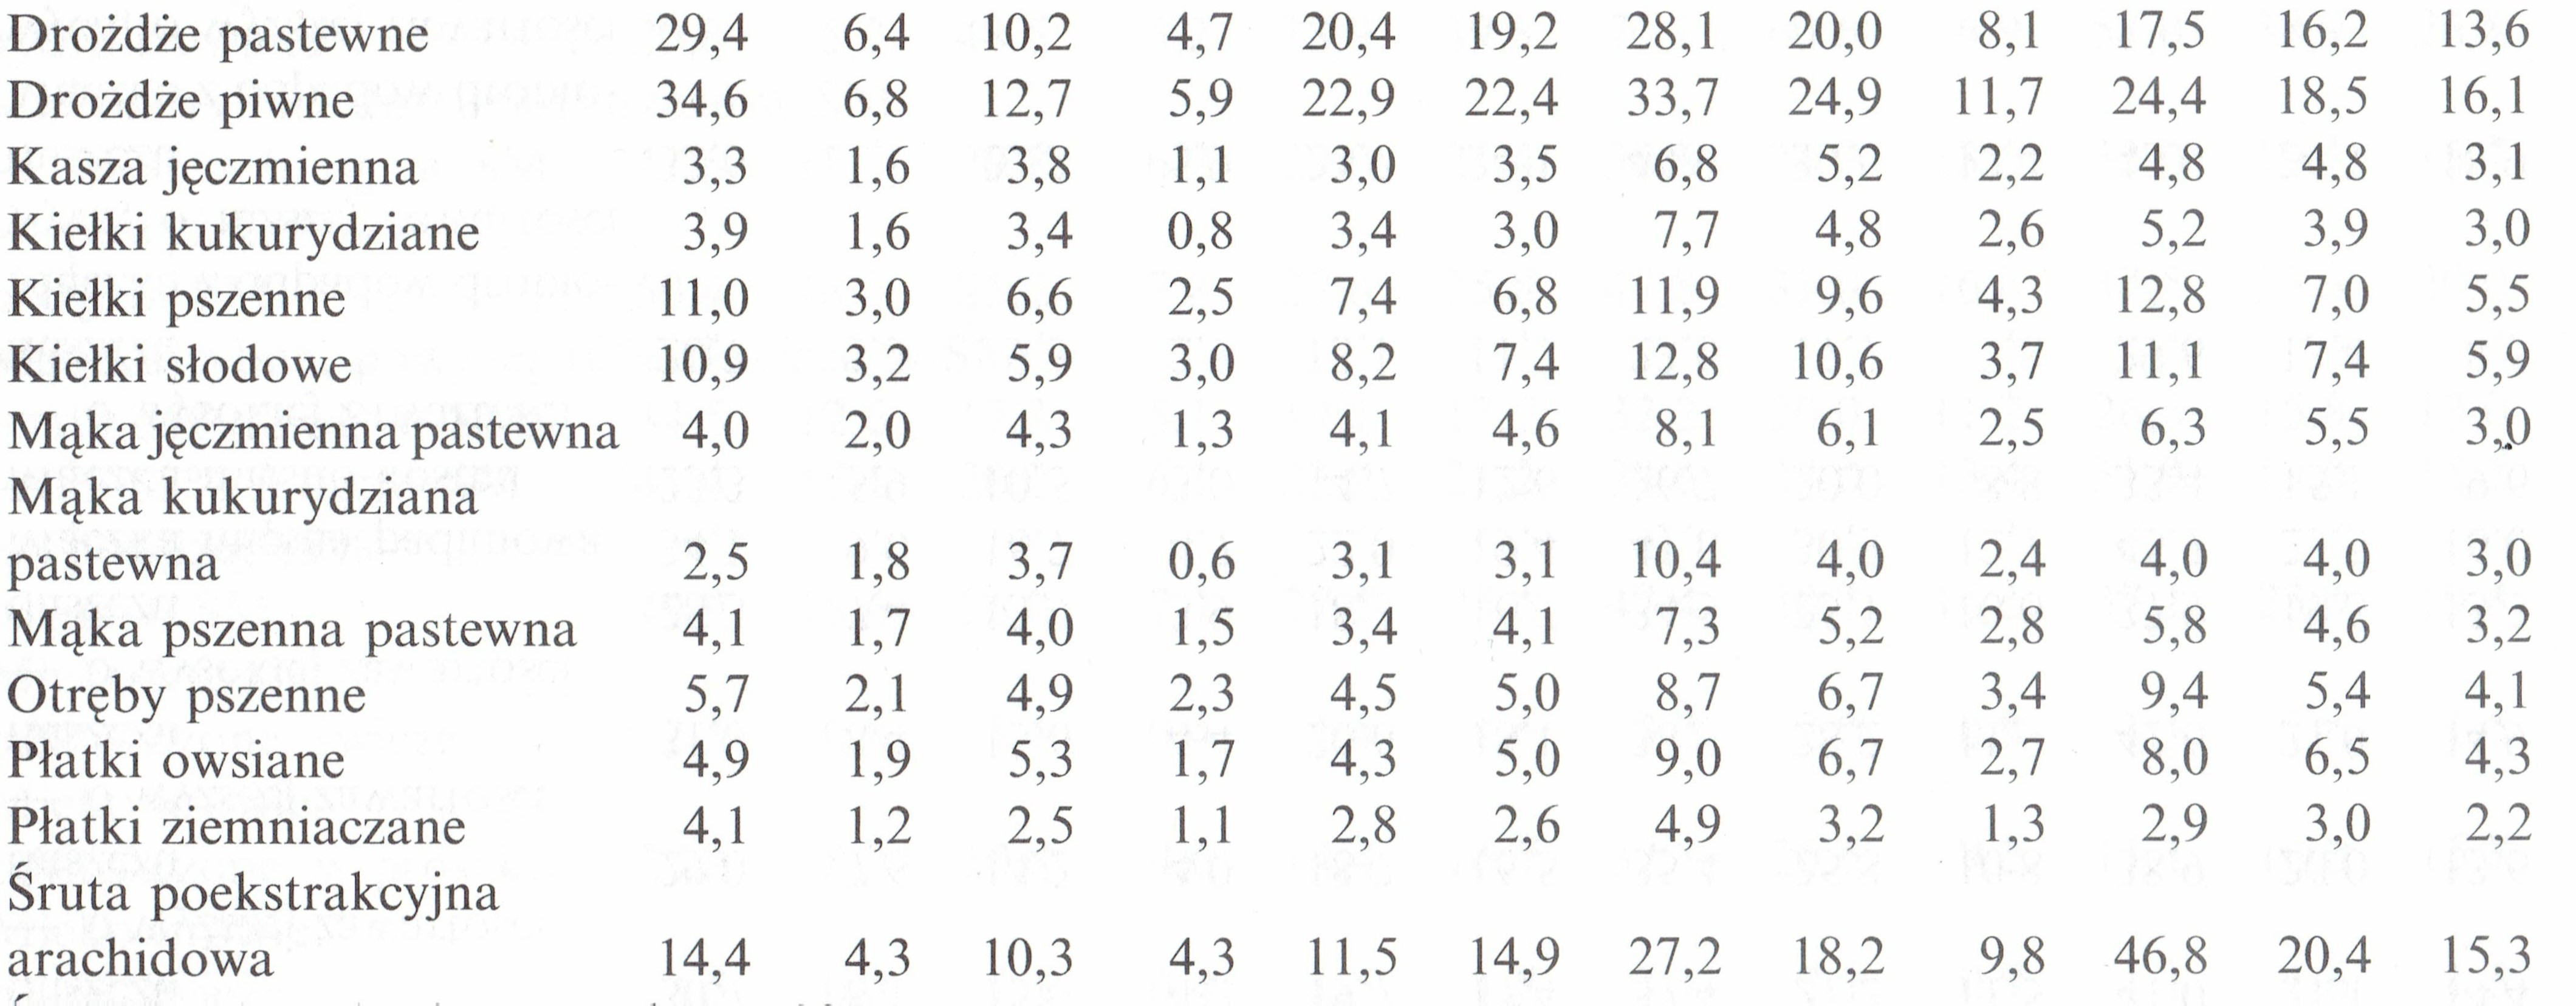 Drożdże pastewne 29,4 6,4 10,2 4,7 20,4 19,2 28,1 20,0 8,1 17,5 16,2 13,6
Drożdże piwne 34,6 6,8 12,7 5,9 22,9 22,4 33,7 24,9 11,7 24,4 18,5 16,1
Kasza jęczmienna 3,3 1,6 3,8 1,1 3,0 3,5 6,8 5,2 2,2 4,8 4,8 3,1
Kiełki kukurydziane 3,9 1,6 3,4 0,8 3,4 3,0 7,7 4,8 2,6 5,2 3,9 3,0
Kiełki pszenne 11,0 3,0 6,6 2,5 7,4 6,8 11,9 9,6 4,3 12,8 7,0 5,5
Kiełki słodowe 10,9 3,2 5,9 3,0 8,2 7,4 12,8 10,6 3,7 11,1 7,4 5,9
Mąka jęczmienna pastewna 4,0 2,0 4,3 1,3 4,1 4,6 8,1 6,1 2,5 6,3 5,5 3,0
Mąka kukurydziana
pastewna 2,5 1,8 3,7 0,6 3,1 3,1 10,4 4,0 2,4 4,0 4,0 3,0
Mąka pszenna pastewna 4,1 1,7 4,0 1,5 3,4 4,1 7,3 5,2 2,8 5,8 4,6 3,2
Otręby pszenne 5,7 2,1 4,9 2,3 4,5 5,0 8,7 6,7 3,4 9,4 5,4 4,1
Płatki owsiane 4,9 1,9 5,3 1,7 4,3 5,0 9,0 6,7 2,7 8,0 6,5 4,3
Płatki ziemniaczane 4,1 1,2 2,5 1,1 2,8 2,6 4,9 3,2 1,3 2,9 3,0 2,2
Śruta poekstrakcyjna
arachidowa 14,4 4,3 10,3 4,3 11,5 14,9 27,2 18,2 9,8 46,8 20,4 15,3